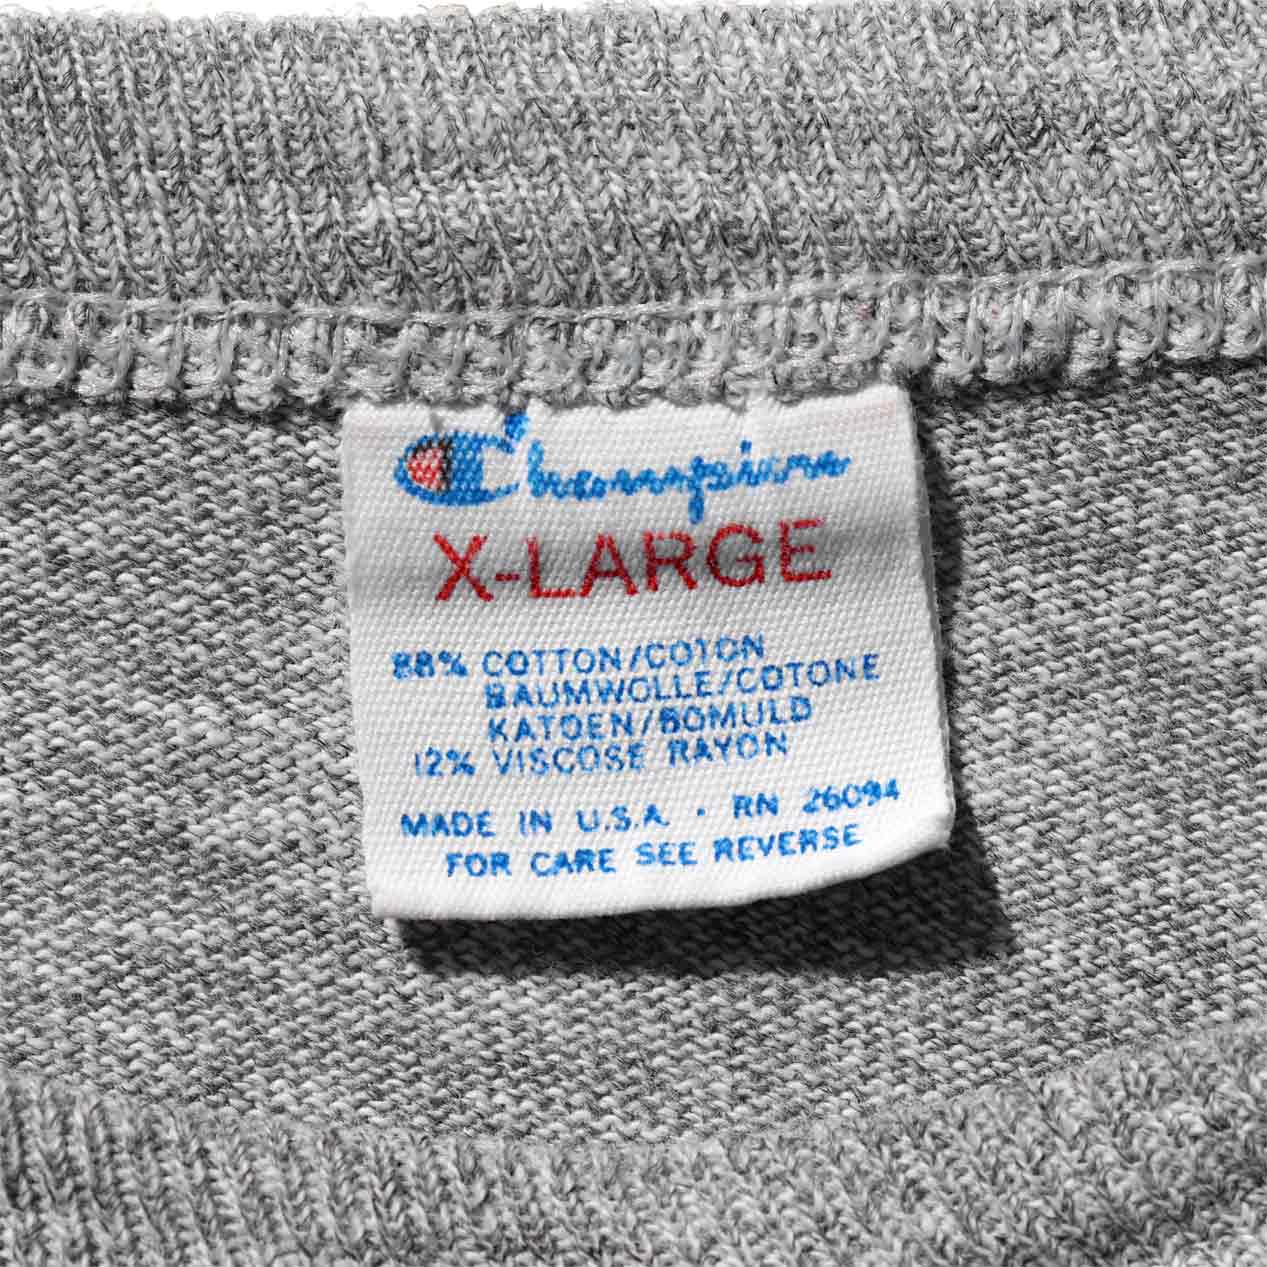 Champion
X-LARGE
88% COTTON/COTON
BAUMWOLLE/COTONE
KATOEN/BOMULD
12% VISCOSE RAYON
MADE IN U.S.A. · RN 26094
FOR CARE SEE REVERSE